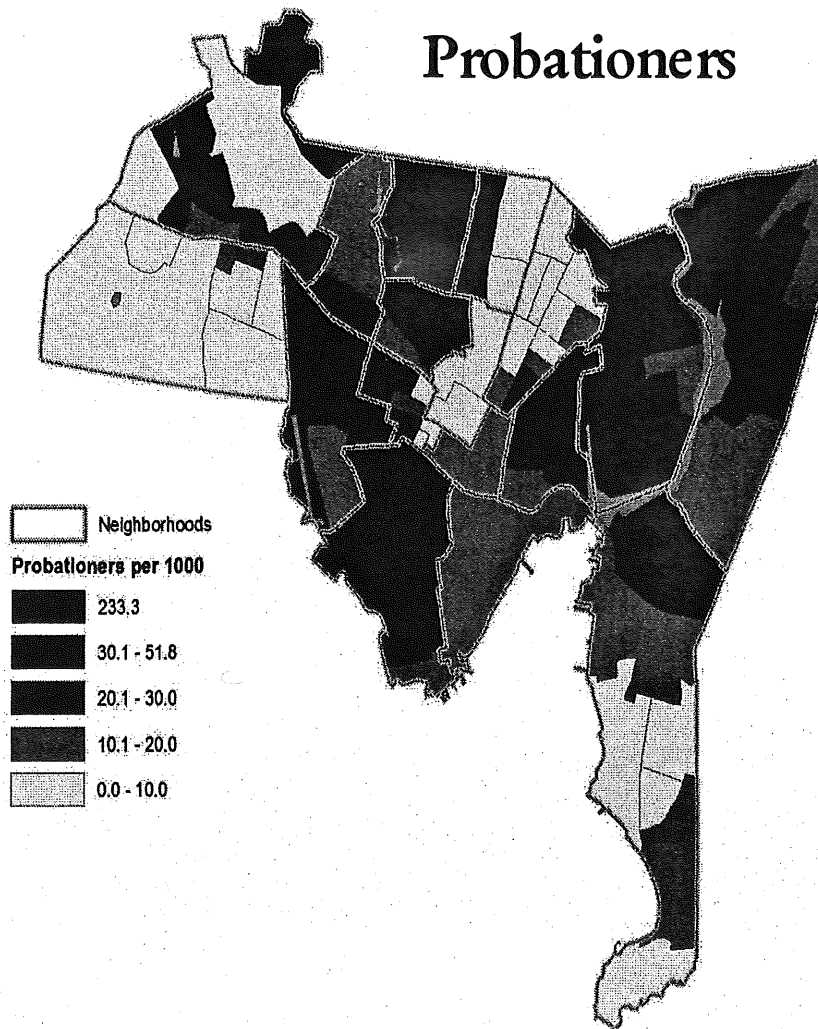 Probationers
Neighborhoods
Probationers per 1000
233.3
30.1 - 51.8
20.1 - 30.0
10.1 - 20.0
0.0 - 10.0